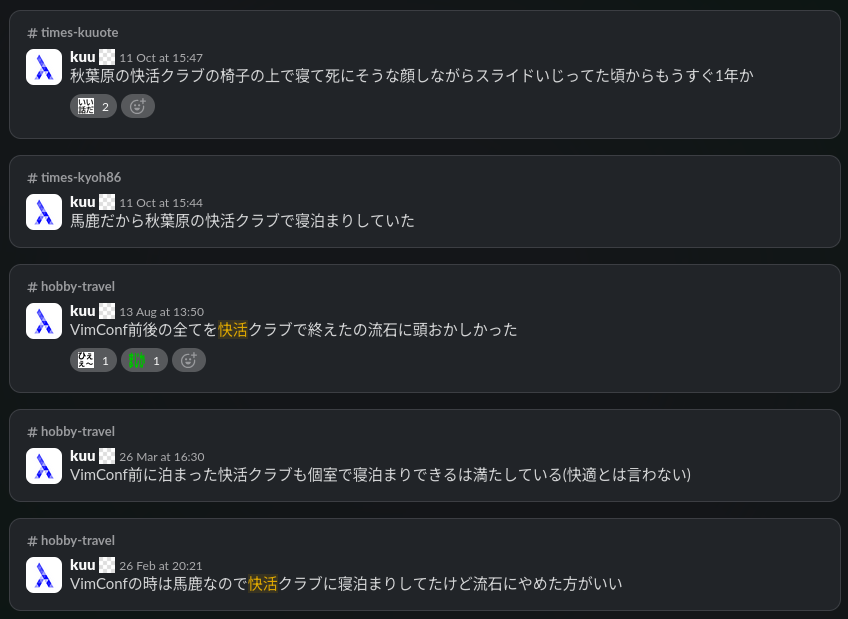 # times-kuuote
kuu 11 Oct at 15:47
秋葉原の快活クラブの椅子の上で寝て死にそうな顔しながらスライドいじってた頃からもうすぐ1年か
いい話だ 2
# times-kyoh86
kuu 11 Oct at 15:44
馬鹿だから秋葉原の快活クラブで寝泊まりしていた
# hobby-travel
kuu 13 Aug at 13:50
VimConf前後の全てを快活クラブで終えたの流石に頭おかしかった
ひええ〜 1 1
# hobby-travel
kuu 26 Mar at 16:30
VimConf前に泊まった快活クラブも個室で寝泊まりできるは満たしている(快適とは言わない)
# hobby-travel
kuu 26 Feb at 20:21
VimConfの時は馬鹿なので快活クラブに寝泊まりしてたけど流石にやめた方がいい